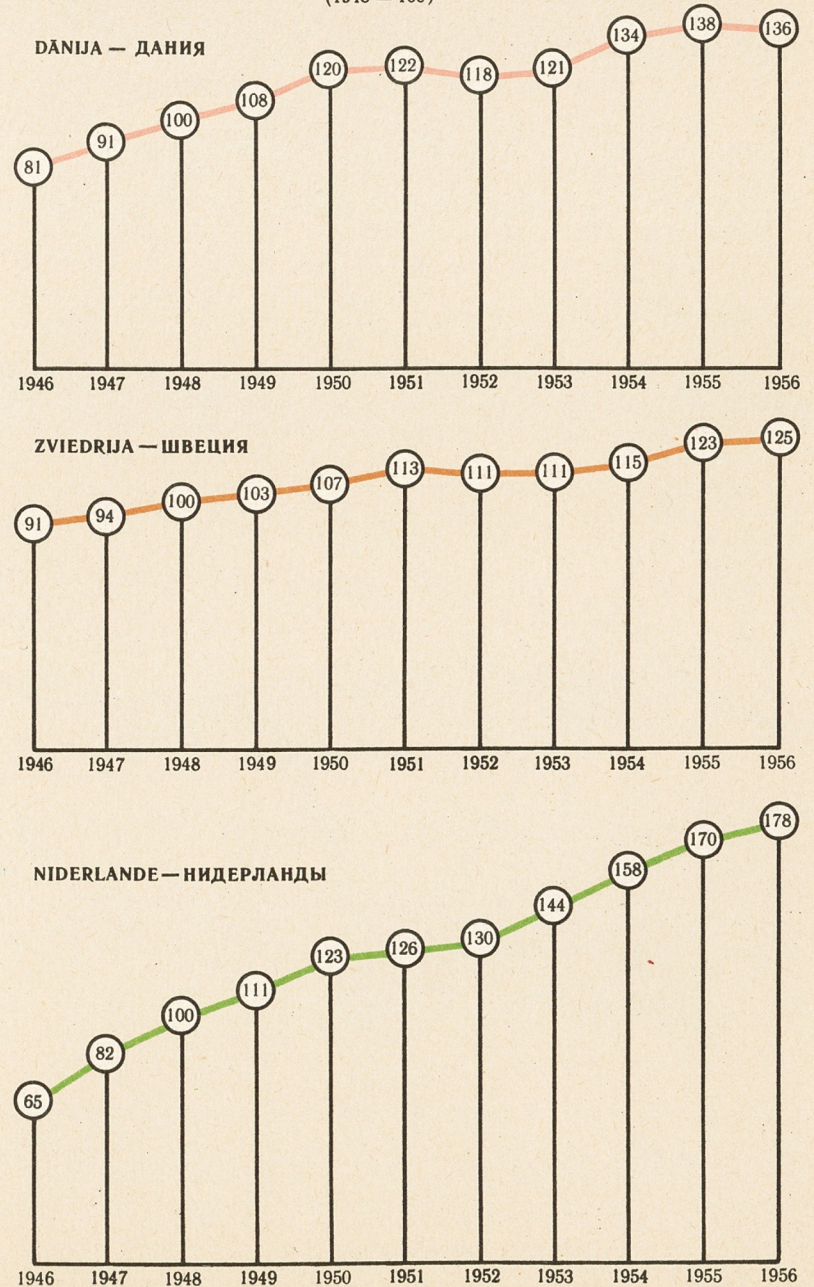 DĀNIJA — ДАНИЯ
81 91 100 108 120 122 118 121 134 138 136
1946 1947 1948 1949 1950 1951 1952 1953 1954 1955 1956
ZVIEDRIJA — ШВЕЦИЯ
91 94 100 103 107 113 111 111 115 123 125
1946 1947 1948 1949 1950 1951 1952 1953 1954 1955 1956
NIDERLANDE — НИДЕРЛАНДЫ
65 82 100 111 123 126 130 144 158 170 178
1946 1947 1948 1949 1950 1951 1952 1953 1954 1955 1956